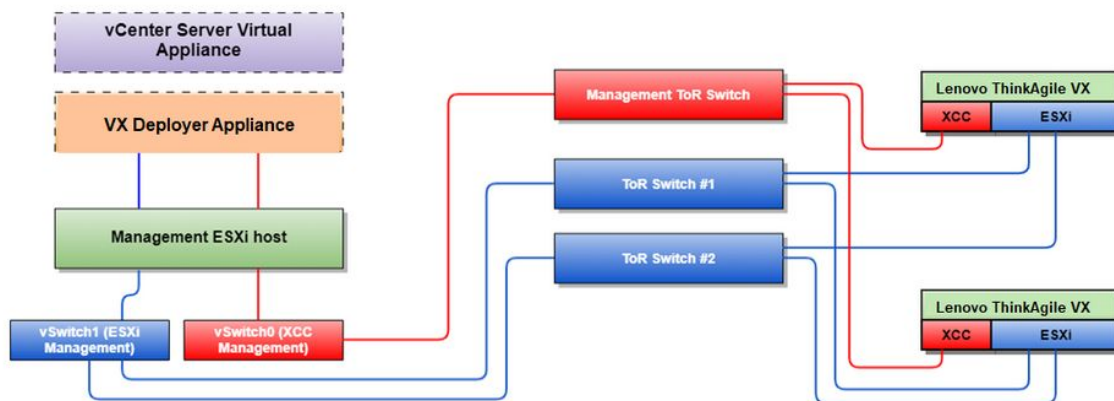 vCenter Server Virtual
Appliance
VX Deployer Appliance
Management ESXi host
vSwitch1 (ESXi
Management)
vSwitch0 (XCC
Management)
Management ToR Switch
ToR Switch #1
ToR Switch #2
Lenovo ThinkAgile VX
XCC
ESXi
Lenovo ThinkAgile VX
XCC
ESXi